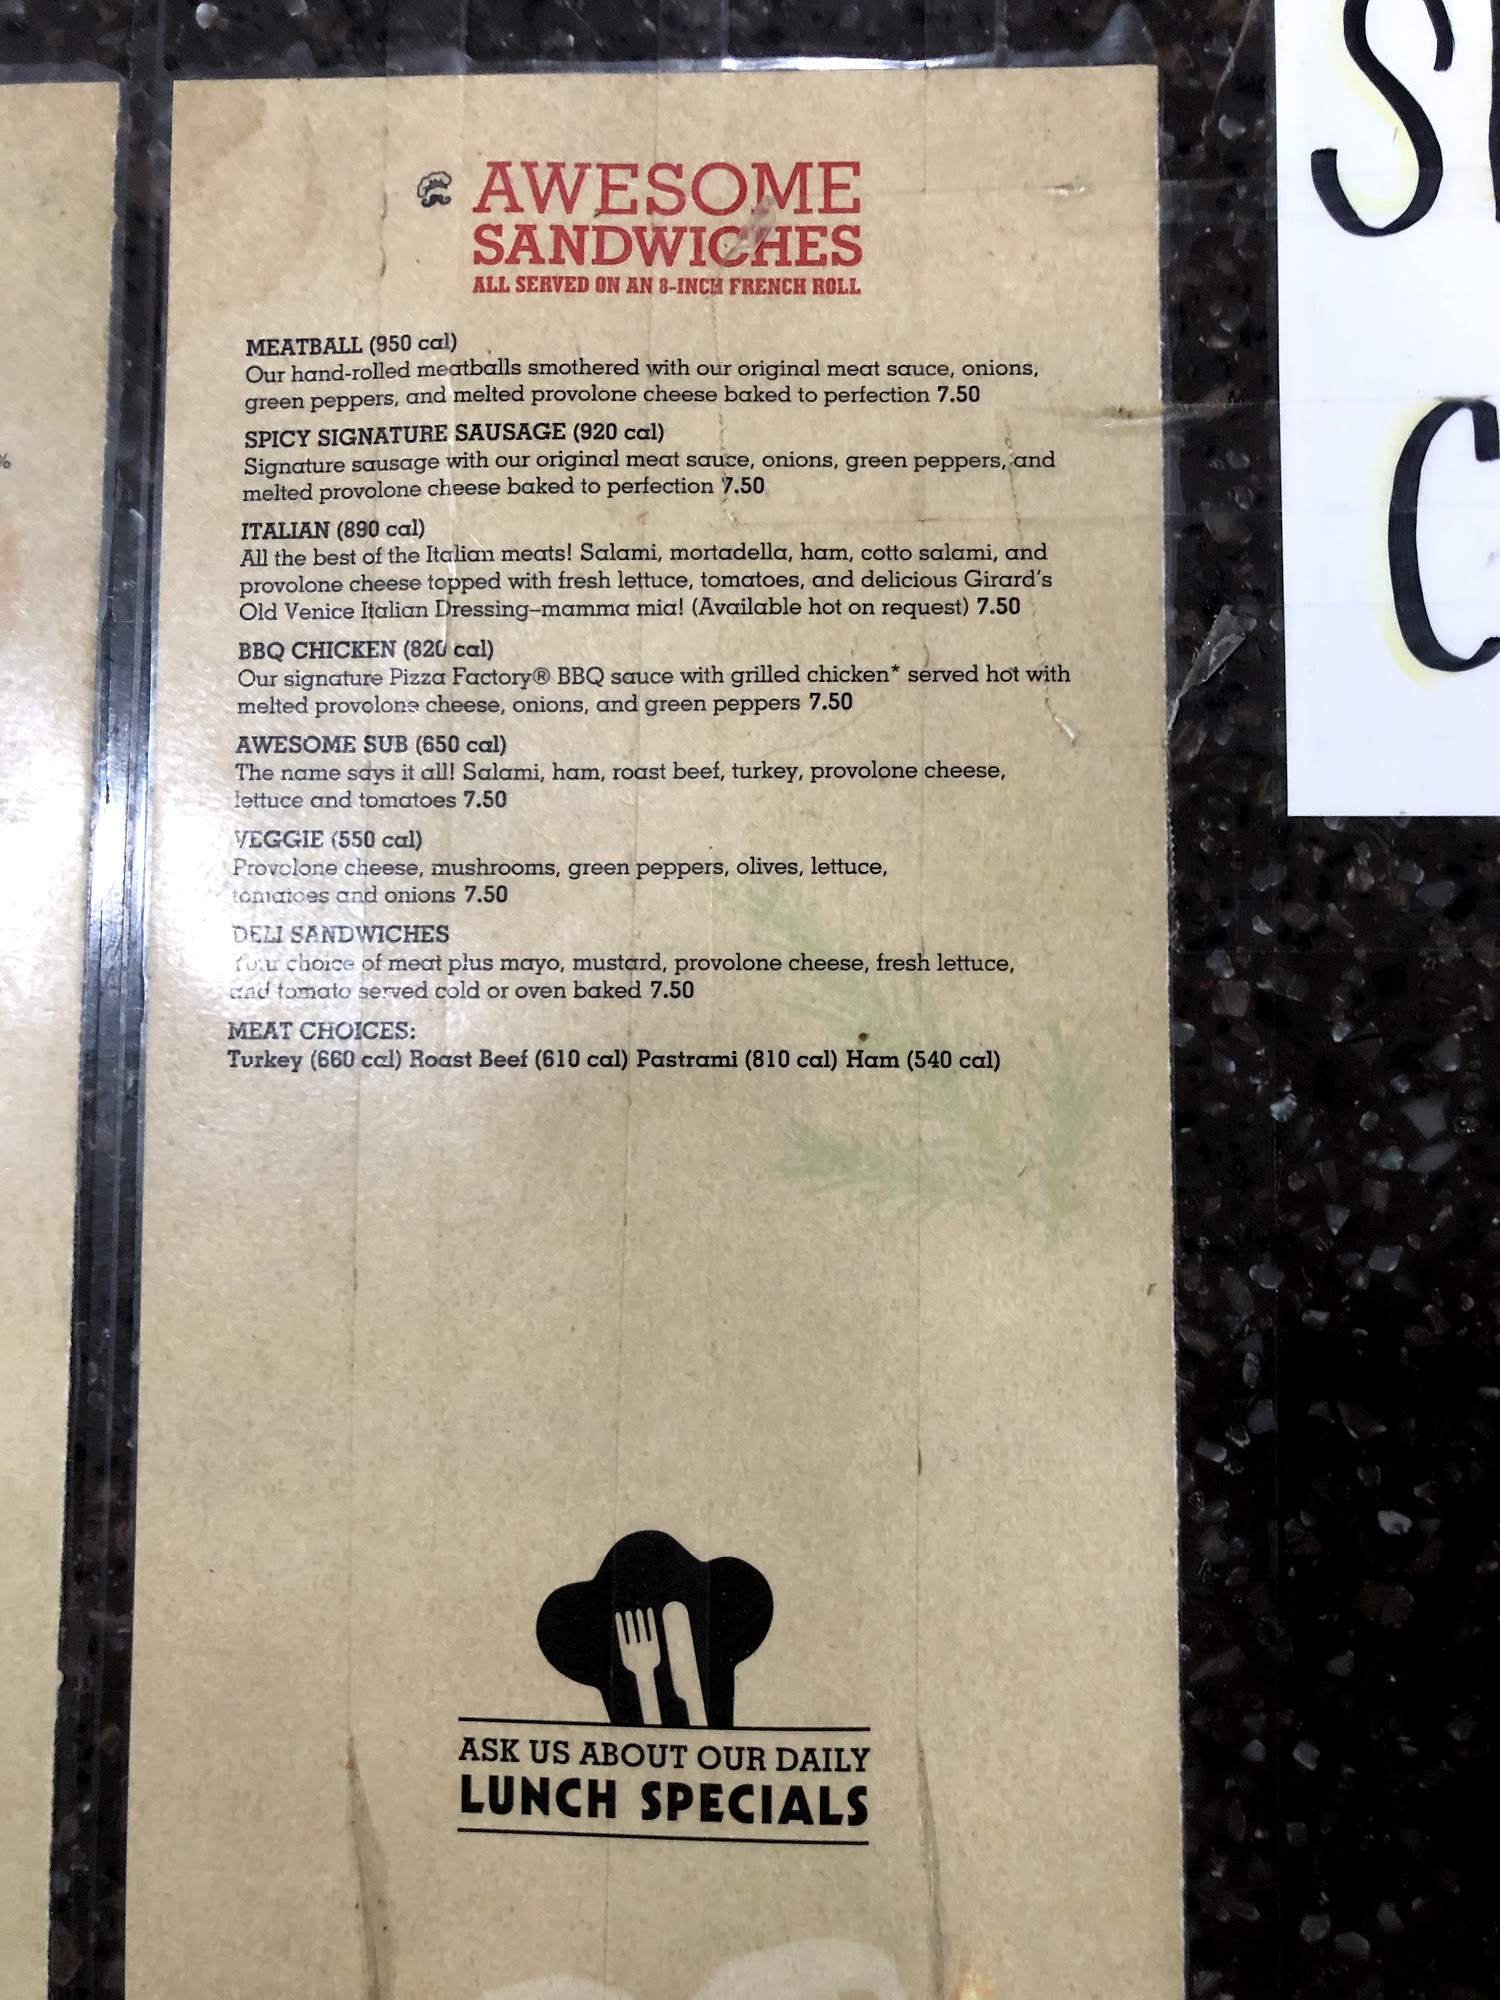 AWESOME
SANDWICHES
ALL SERVED ON AN 8-INCH FRENCH ROLL
MEATBALL (950 cal)
Our hand-rolled meatballs smothered with our original meat sauce, onions,
green peppers, and melted provolone cheese baked to perfection 7.50
SPICY SIGNATURE SAUSAGE (920 cal)
Signature sausage with our original meat sauce, onions, green peppers, and
melted provolone cheese baked to perfection 7.50
ITALIAN (890 cal)
All the best of the Italian meats! Salami, mortadella, ham, cotto salami, and
provolone cheese topped with fresh lettuce, tomatoes, and delicious Girard's
Old Venice Italian Dressing–mamma mia! (Available hot on request) 7.50
BBQ CHICKEN (820 cal)
Our signature Pizza Factory® BBQ sauce with grilled chicken* served hot with
melted provolone cheese, onions, and green peppers 7.50
AWESOME SUB (650 cal)
The name says it all! Salami, ham, roast beef, turkey, provolone cheese,
lettuce and tomatoes 7.50
VEGGIE (550 cal)
Provolone cheese, mushrooms, green peppers, olives, lettuce,
tomatoes and onions 7.50
DELI SANDWICHES
Your choice of meat plus mayo, mustard, provolone cheese, fresh lettuce,
and tomato served cold or oven baked 7.50
MEAT CHOICES:
Turkey (660 cal) Roast Beef (610 cal) Pastrami (810 cal) Ham (540 cal)
ASK US ABOUT OUR DAILY
LUNCH SPECIALS
%
S
C